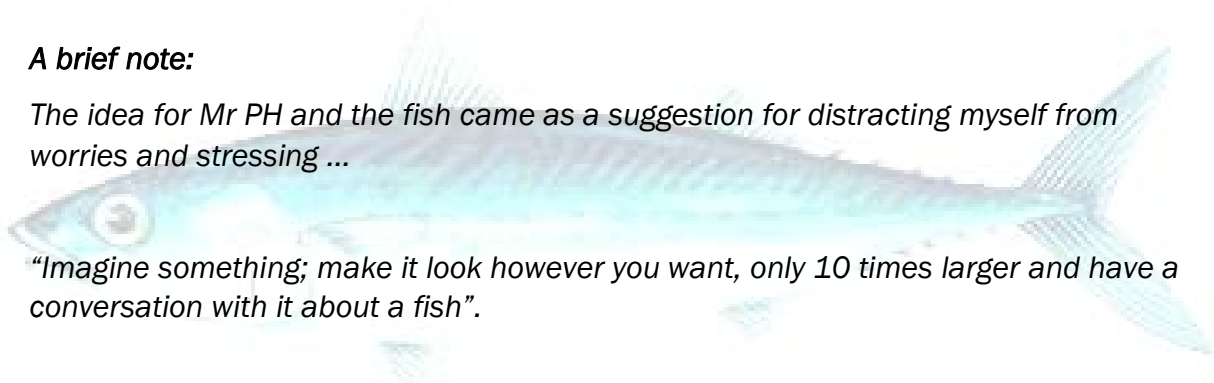 A brief note:
The idea for Mr PH and the fish came as a suggestion for distracting myself from
worries and stressing ...
“Imagine something; make it look however you want, only 10 times larger and have a
conversation with it about a fish”.